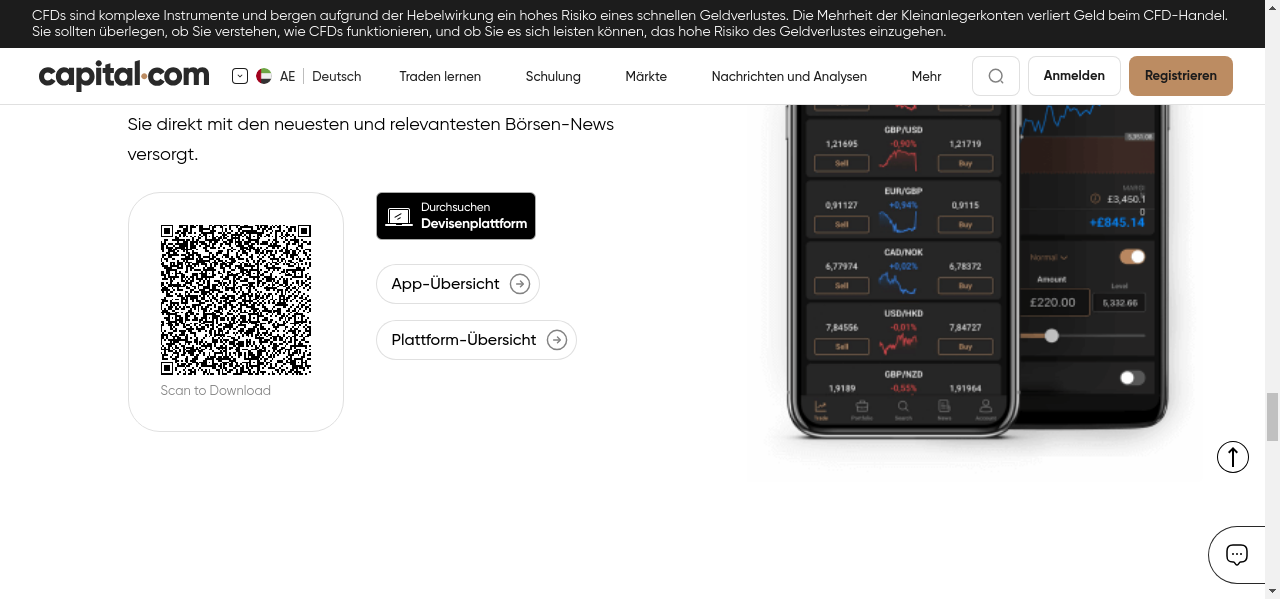 CFDs sind komplexe Instrumente und bergen aufgrund der Hebelwirkung ein hohes Risiko eines schnellen Geldverlustes. Die Mehrheit der Kleinanlegerkonten verliert Geld beim CFD-Handel.
Sie sollten überlegen, ob Sie verstehen, wie CFDs funktionieren, und ob Sie es sich leisten können, das hohe Risiko des Geldverlustes einzugehen.
capital.com
AE
Deutsch
Traden lernen
Schulung
Märkte
Nachrichten und Analysen
Mehr
Anmelden
Registrieren
Sie direkt mit den neuesten und relevantesten Börsen-News
versorgt.
Scan to Download
Durchsuchen
Devisenplattform
App-Übersicht
Plattform-Übersicht
GBP/USD
1,21695 -0,90% 1,21719
Sell Buy
EUR/GBP
0,91127 +0,94% 0,9115
Sell Buy
CAD/NOK
6,77974 +0,02% 6,78372
Sell Buy
USD/HKD
7,84556 -0,01% 7,84727
Sell Buy
GBP/NZD
1,9189 -0,55% 1,91964
Trade Portfolio Search News Account
+£845.14
Normal
Amount Level
£220.00 5,332.66